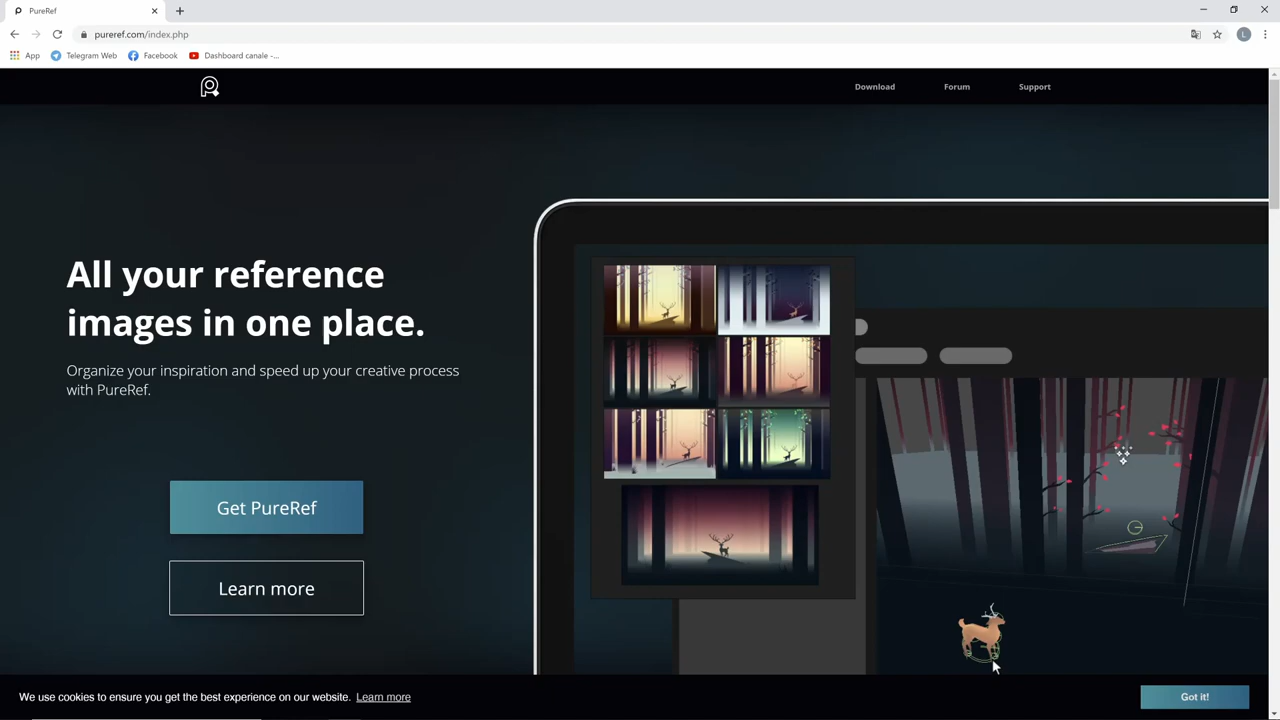 PureRef
pureref.com/index.php
App
Telegram Web
Facebook
Dashboard canale -...
L
Download
Forum
Support
All your reference
images in one place.
Organize your inspiration and speed up your creative process
with PureRef.
Get PureRef
Learn more
We use cookies to ensure you get the best experience on our website. Learn more
Got it!